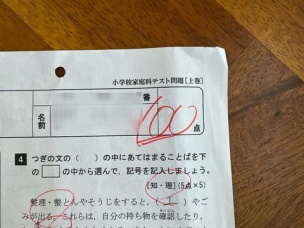 小学校家庭科テスト問題[上巻]
番
名前
100点
4 つぎの文の（　）の中にあてはまることばを下
の□の中から選んで、記号を記入しましょう。
[知・理](5点×5)
整理・整とんやそうじをすると、（エ）やご
みが出る。これらは、自分の持ち物を確認したり、